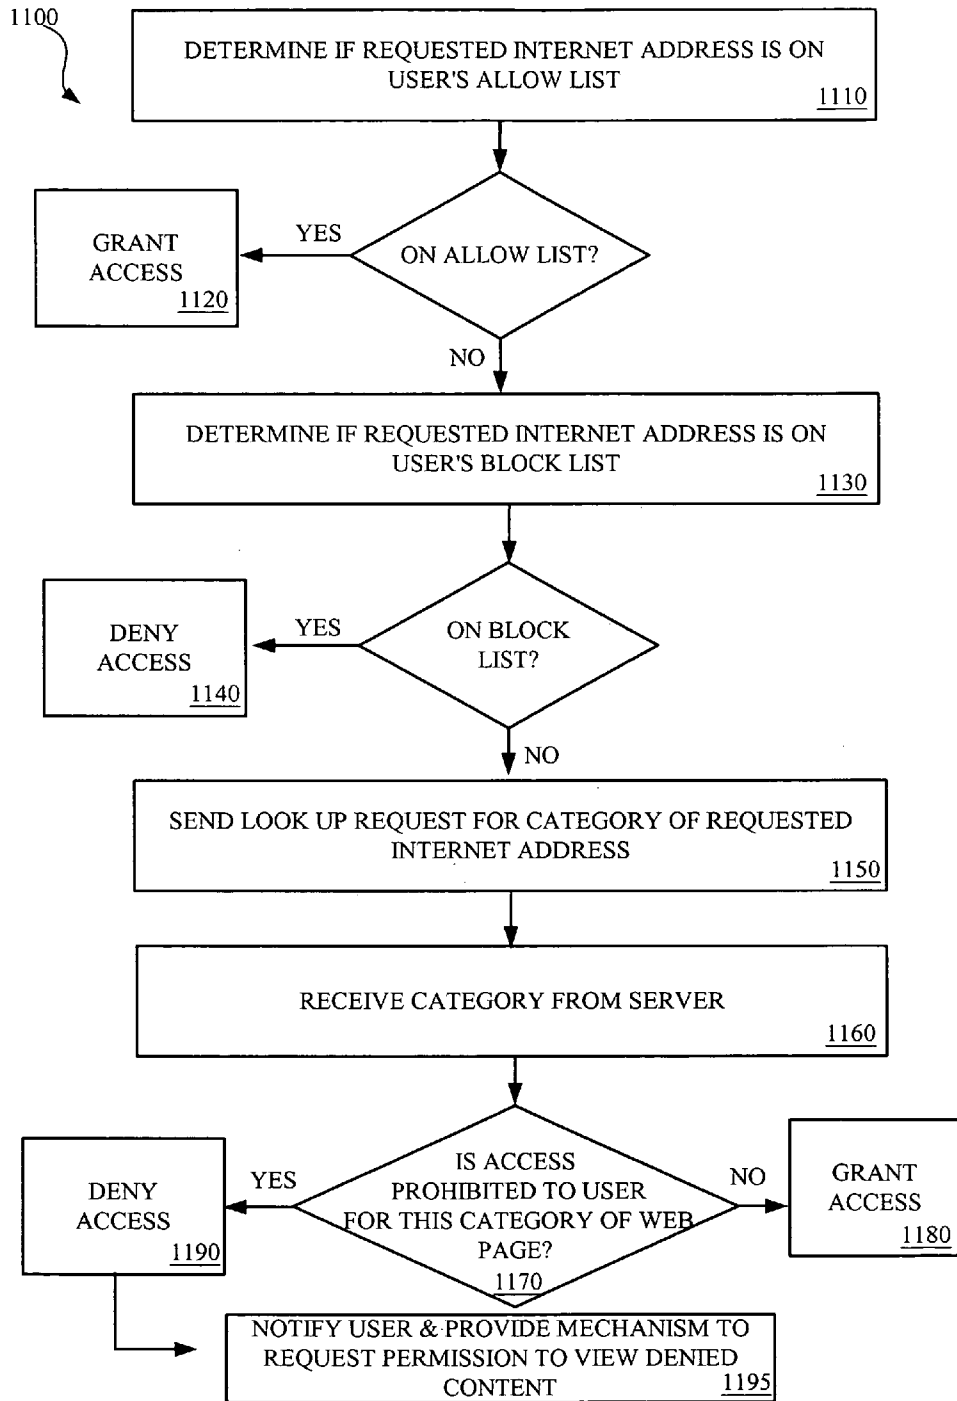 1100
DETERMINE IF REQUESTED INTERNET ADDRESS IS ON
USER'S ALLOW LIST
1110
ON ALLOW LIST?
YES
GRANT
ACCESS
1120
NO
DETERMINE IF REQUESTED INTERNET ADDRESS IS ON
USER'S BLOCK LIST
1130
ON BLOCK
LIST?
YES
DENY
ACCESS
1140
NO
SEND LOOK UP REQUEST FOR CATEGORY OF REQUESTED
INTERNET ADDRESS
1150
RECEIVE CATEGORY FROM SERVER
1160
IS ACCESS
PROHIBITED TO USER
FOR THIS CATEGORY OF WEB
PAGE?
1170
YES
DENY
ACCESS
1190
NO
GRANT
ACCESS
1180
NOTIFY USER & PROVIDE MECHANISM TO
REQUEST PERMISSION TO VIEW DENIED
CONTENT
1195